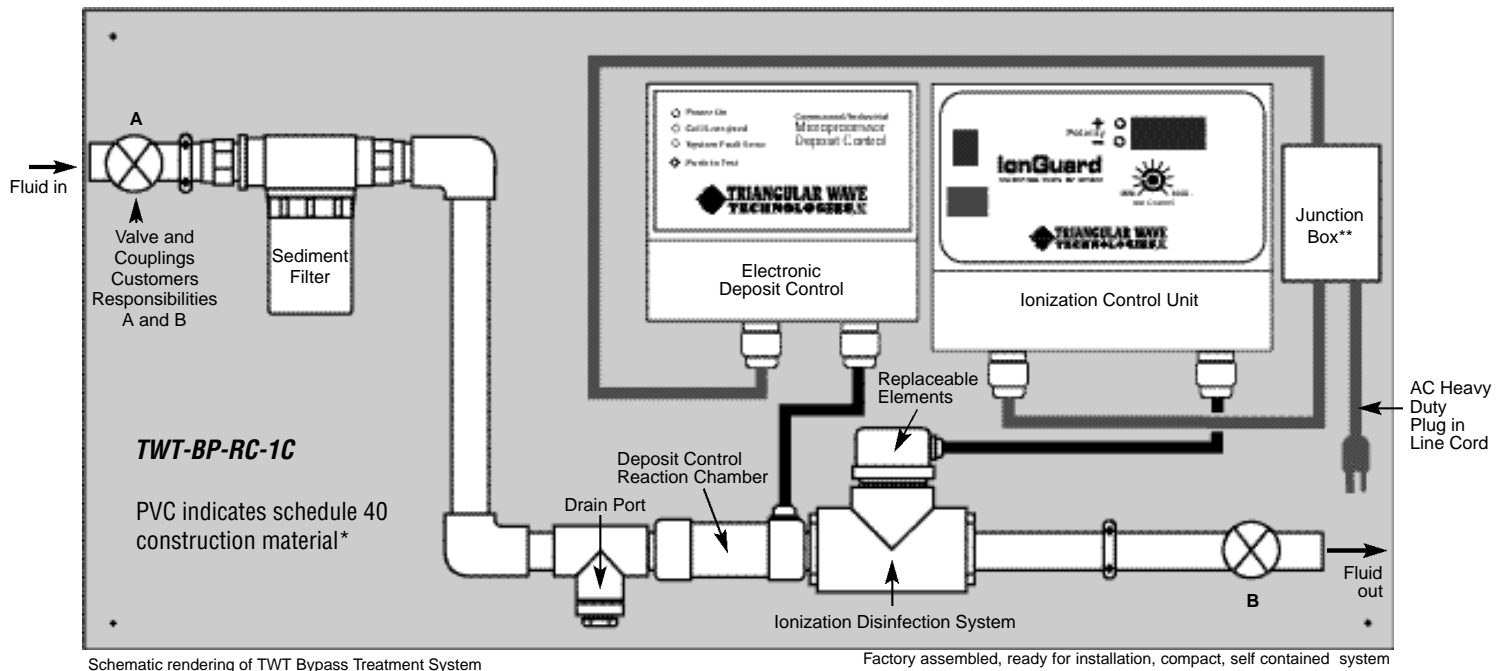 A
Fluid in
Valve and
Couplings
Customers
Responsibilities
A and B
Sediment
Filter
Power On
System Fault Sense
Push to Test
Commercial/Industrial
Microprocessor
Deposit Control
TRIANGULAR WAVE
TECHNOLOGIES
Electronic
Deposit Control
+
Polarity
IonGuard
TRIANGULAR WAVE
TECHNOLOGIES
Ionization Control Unit
Junction
Box**
Replaceable
Elements
AC Heavy
Duty
Plug in
Line Cord
TWT-BP-RC-1C
PVC indicates schedule 40
construction material*
Deposit Control
Reaction Chamber
Drain Port
Ionization Disinfection System
Fluid
out
B
Schematic rendering of TWT Bypass Treatment System
Factory assembled, ready for installation, compact, self contained system